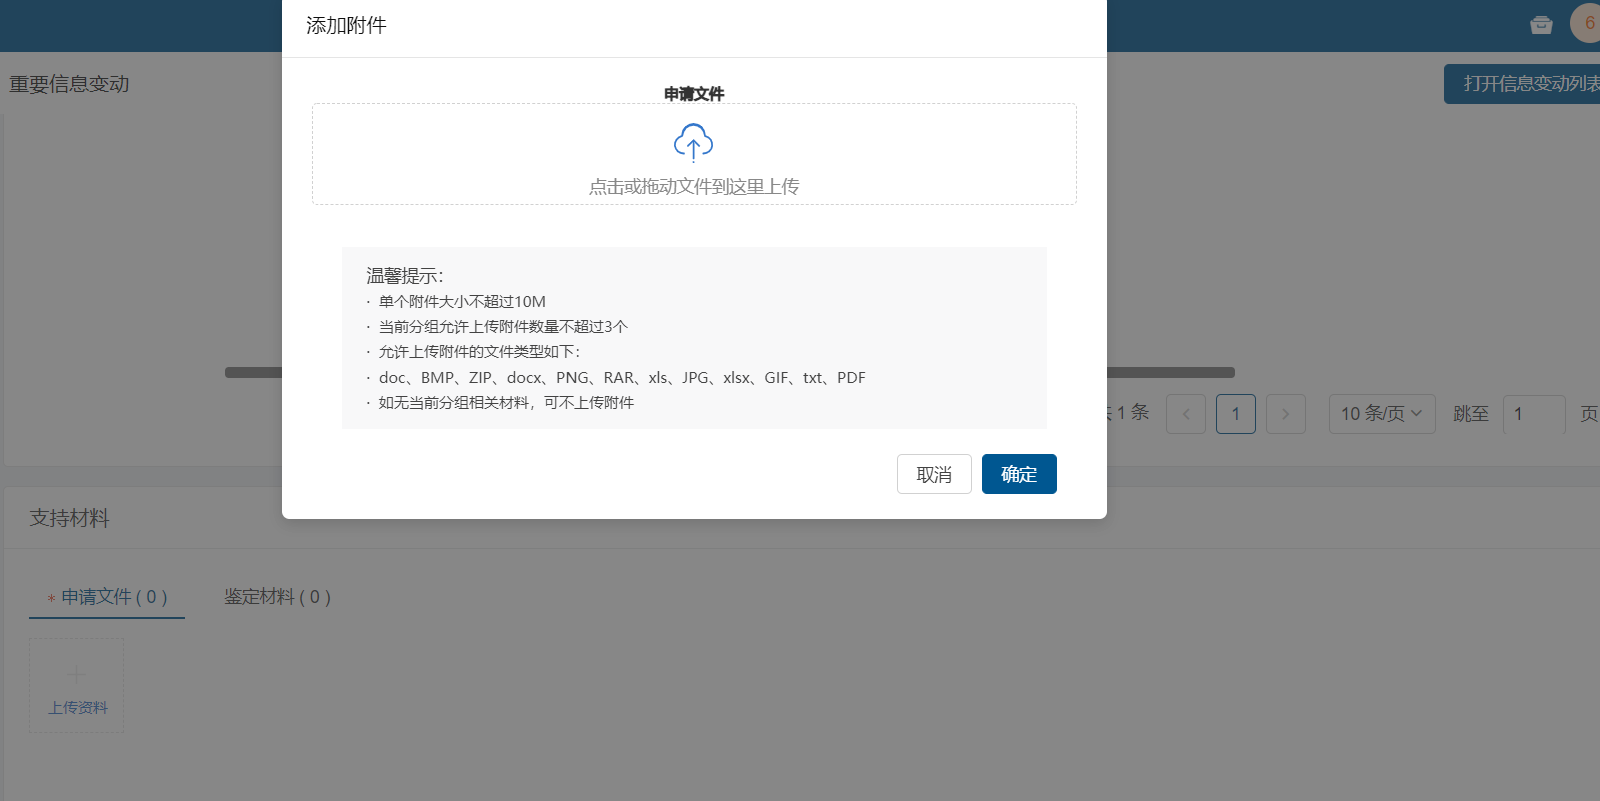 添加附件
6
重要信息变动
打开信息变动列表
申请文件
点击或拖动文件到这里上传
温馨提示：
· 单个附件大小不超过10M
· 当前分组允许上传附件数量不超过3个
· 允许上传附件的文件类型如下：
· doc、BMP、ZIP、docx、PNG、RAR、xls、JPG、xlsx、GIF、txt、PDF
· 如无当前分组相关材料，可不上传附件
1 条 1 10 条/页 跳至 1 页
取消 确定
支持材料
* 申请文件 ( 0 ) 鉴定材料 ( 0 )
上传资料